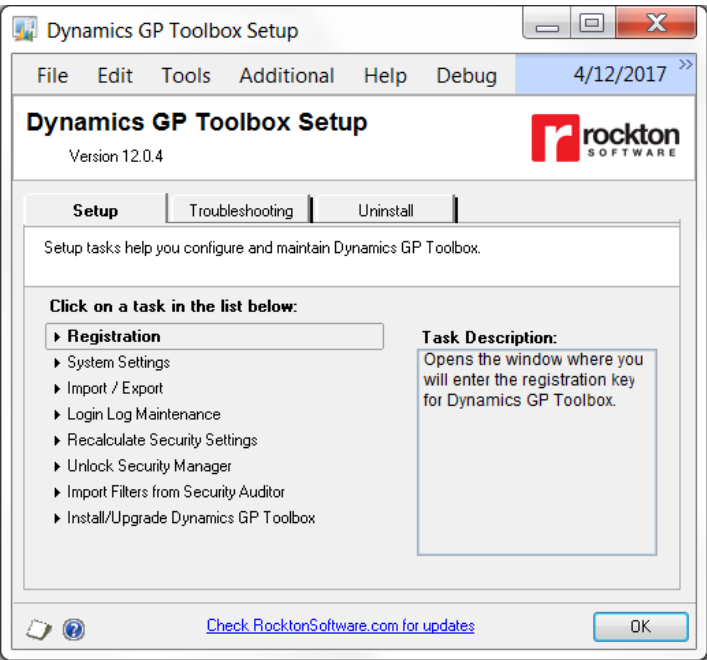 Dynamics GP Toolbox Setup
File Edit Tools Additional Help Debug 4/12/2017 »
Dynamics GP Toolbox Setup
Version 12.0.4
rockton
SOFTWARE
Setup Troubleshooting Uninstall
Setup tasks help you configure and maintain Dynamics GP Toolbox.
Click on a task in the list below:
Registration
System Settings
Import / Export
Login Log Maintenance
Recalculate Security Settings
Unlock Security Manager
Import Filters from Security Auditor
Install/Upgrade Dynamics GP Toolbox
Task Description:
Opens the window where you
will enter the registration key
for Dynamics GP Toolbox.
Check RocktonSoftware.com for updates
OK